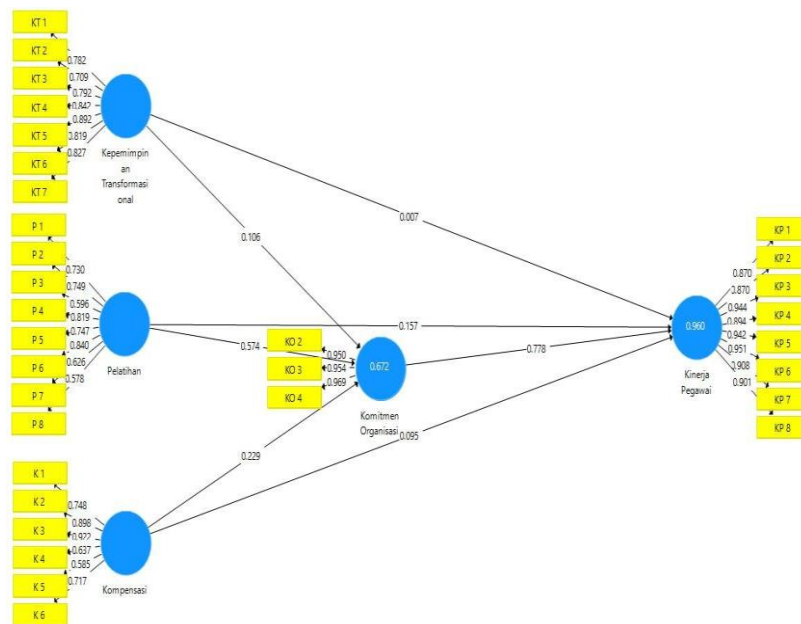 KT 1
KT 2
KT 3
KT 4
KT 5
KT 6
KT 7
0.782
0.709
0.792
0.842
0.892
0.819
0.827
Kepemimpin
an
Transformasi
onal
0.007
0.106
P 1
P 2
P 3
P 4
P 5
P 6
P 7
P 8
0.730
0.749
0.596
0.819
0.747
0.840
0.626
0.578
Pelatihan
0.157
0.574
KO 2
KO 3
KO 4
0.950
0.954
0.969
0.672
Komitmen
Organisasi
0.778
0.229
0.095
KP 1
KP 2
KP 3
KP 4
KP 5
KP 6
KP 7
KP 8
0.870
0.870
0.944
0.894
0.942
0.951
0.908
0.901
0.960
Kinerja
Pegawai
K 1
K 2
K 3
K 4
K 5
K 6
0.748
0.898
0.922
0.637
0.585
0.717
Kompensasi